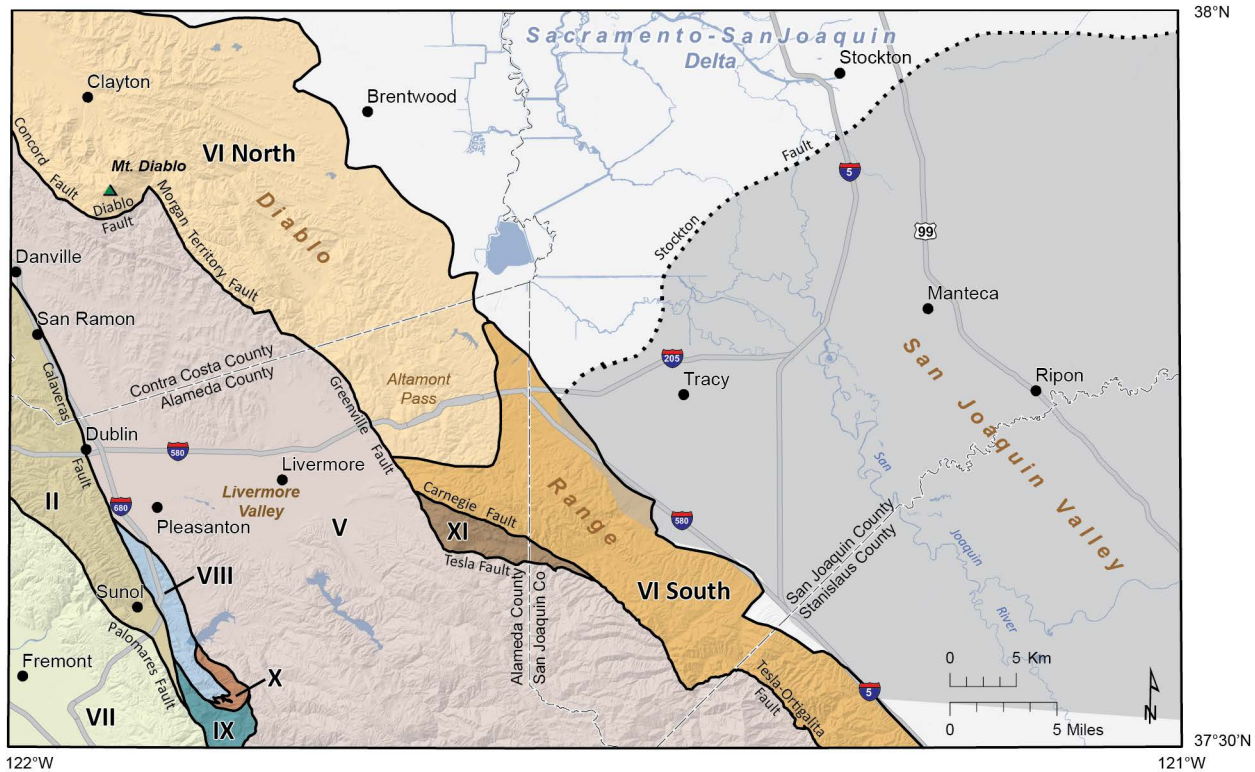 38°N
Sacramento-San Joaquin
Delta
Stockton
Clayton
Brentwood
Concord
Fault
Mt. Diablo
Diablo
Fault
VI North
Diablo
Morgan Territory Fault
Stockton
Fault
5
99
Danville
San Ramon
Manteca
Contra Costa County
Alameda County
Calaveras
Fault
Greenville
Fault
Altamont
Pass
205
Tracy
San Joaquin Valley
Ripon
Dublin
580
Livermore
Livermore
Valley
II
680
Pleasanton
V
Carnegie Fault
XI
Tesla Fault
Range
580
San
Joaquin
River
San Joaquin County
Stanislaus County
VIII
Sunol
Palomares Fault
Alameda County
San Joaquin Co
VI South
Fremont
VII
X
IX
Tesla-Ortigalita
Fault
5
0 5 Km
0 5 Miles
N
37°30'N
122°W
121°W